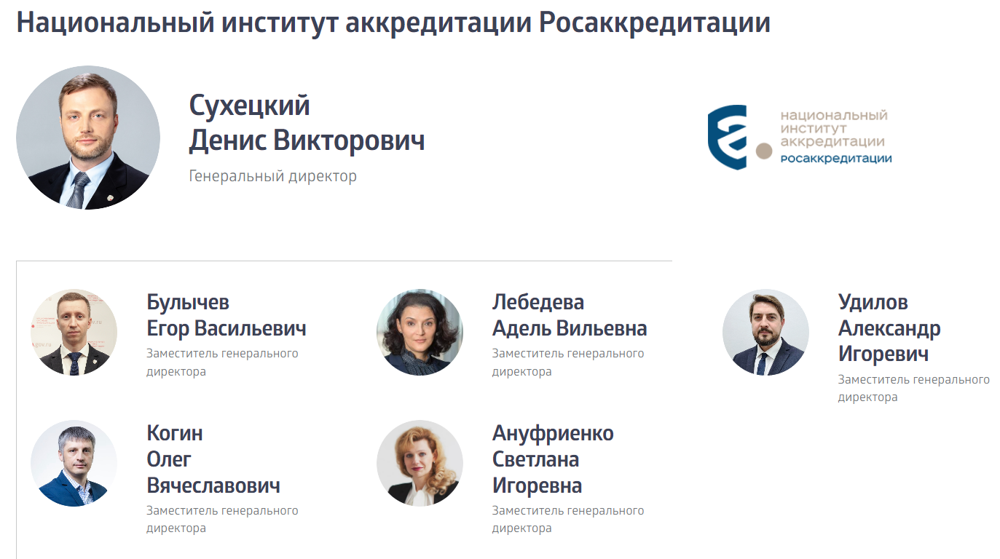 Национальный институт аккредитации Росаккредитации
Сухецкий
Денис Викторович
Генеральный директор
национальный
институт
аккредитации
росаккредитации
Булычев
Егор Васильевич
Заместитель генерального
директора
Лебедева
Адель Вильевна
Заместитель генерального
директора
Удилов
Александр
Игоревич
Заместитель генерального
директора
Когин
Олег
Вячеславович
Заместитель генерального
директора
Ануфриенко
Светлана
Игоревна
Заместитель генерального
директора